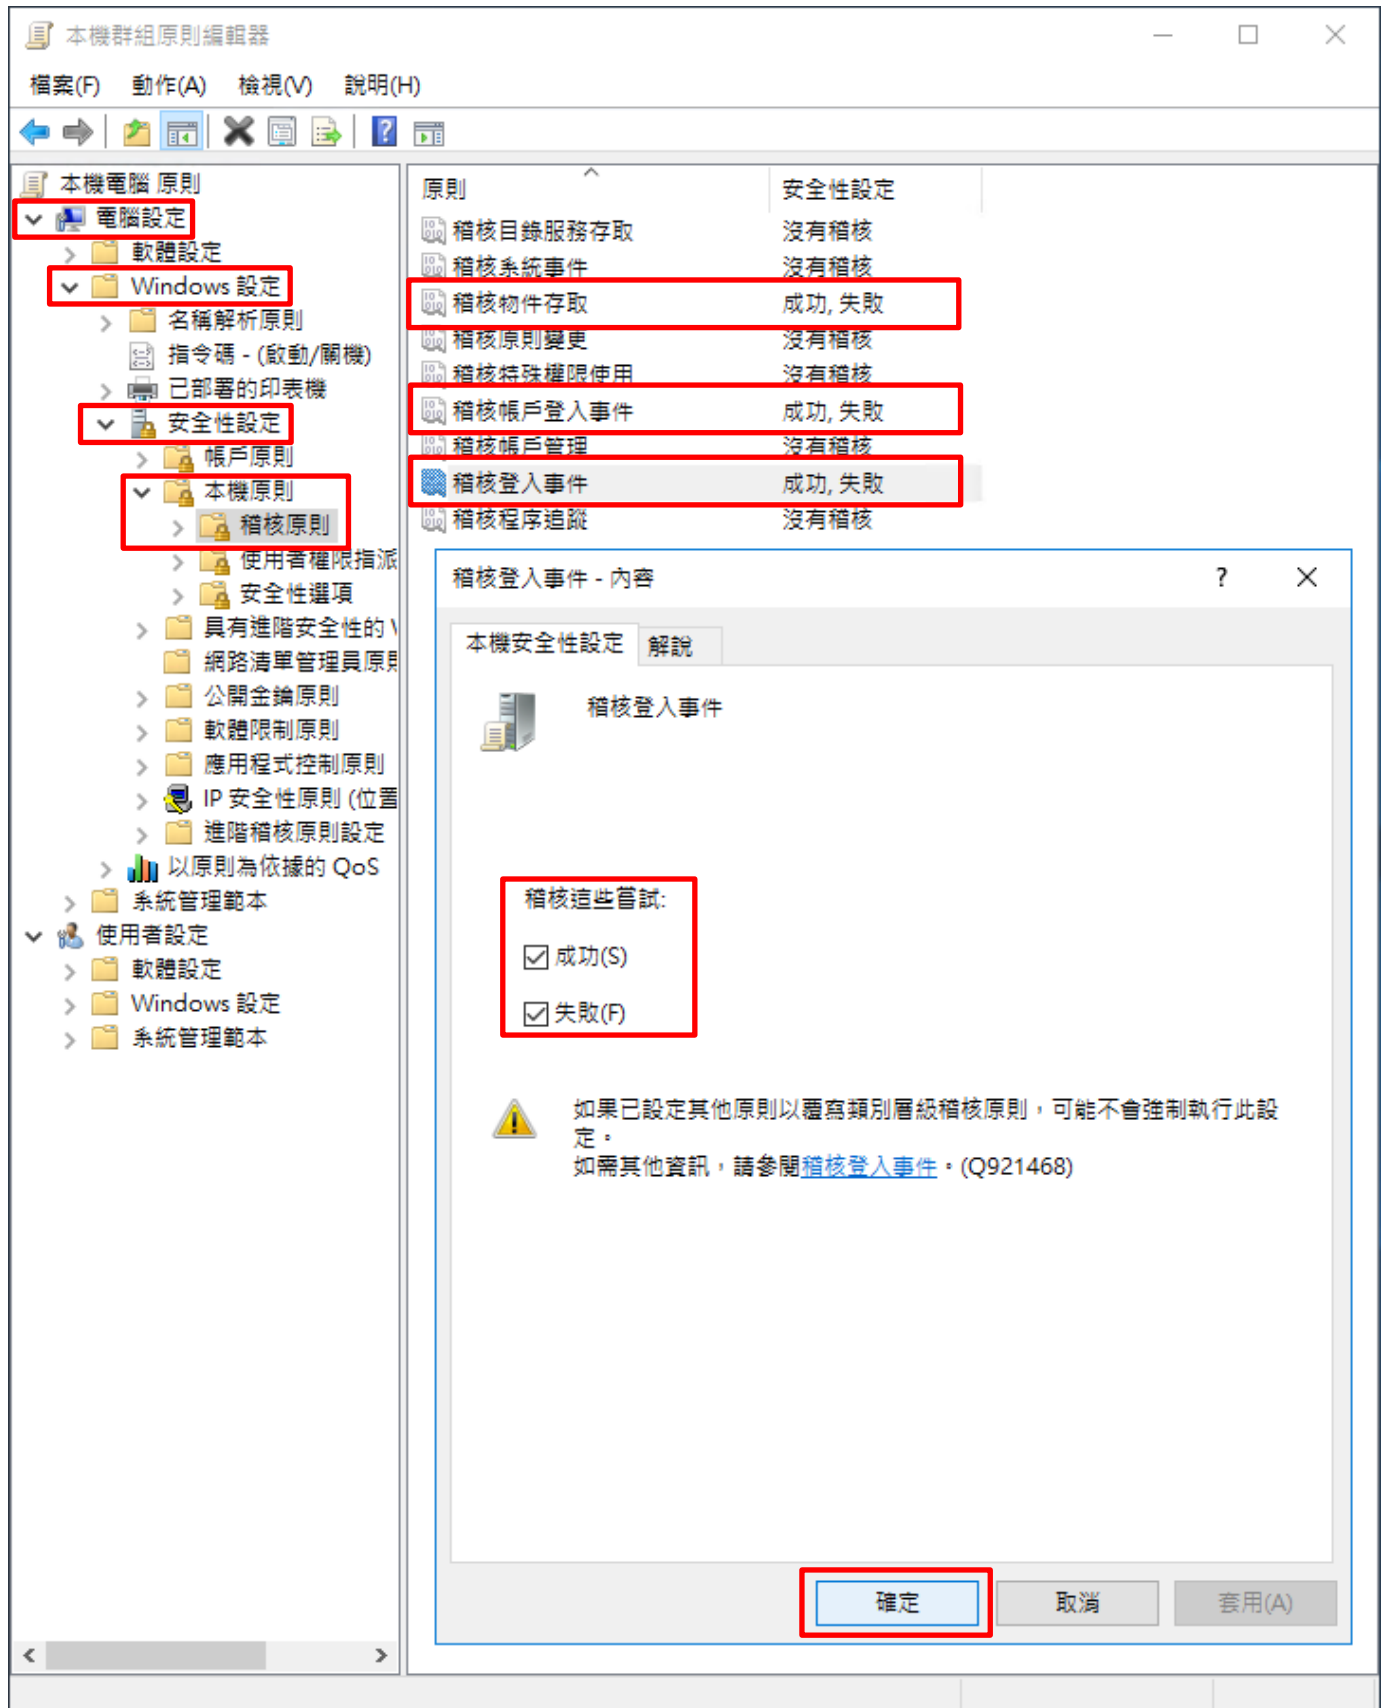 本機群組原則編輯器
檔案(F) 動作(A) 檢視(V) 說明(H)
本機電腦 原則
電腦設定
軟體設定
Windows 設定
名稱解析原則
指令碼 - (啟動/關機)
已部署的印表機
安全性設定
帳戶原則
本機原則
稽核原則
使用者權限指派
安全性選項
具有進階安全性的
網路清單管理員原則
公開金鑰原則
軟體限制原則
應用程式控制原則
IP 安全性原則 (位置
進階稽核原則設定
以原則為依據的 QoS
系統管理範本
使用者設定
軟體設定
Windows 設定
系統管理範本
原則 安全性設定
稽核目錄服務存取 沒有稽核
稽核系統事件 沒有稽核
稽核物件存取 成功, 失敗
稽核原則變更 沒有稽核
稽核特殊權限使用 沒有稽核
稽核帳戶登入事件 成功, 失敗
稽核帳戶管理 沒有稽核
稽核登入事件 成功, 失敗
稽核程序追蹤 沒有稽核
稽核登入事件 - 內容 ?
本機安全性設定 解說
稽核登入事件
稽核這些嘗試:
成功(S)
失敗(F)
如果已設定其他原則以覆寫類別層級稽核原則，可能不會強制執行此設
定。
如需其他資訊，請參閱稽核登入事件。(Q921468)
確定 取消 套用(A)